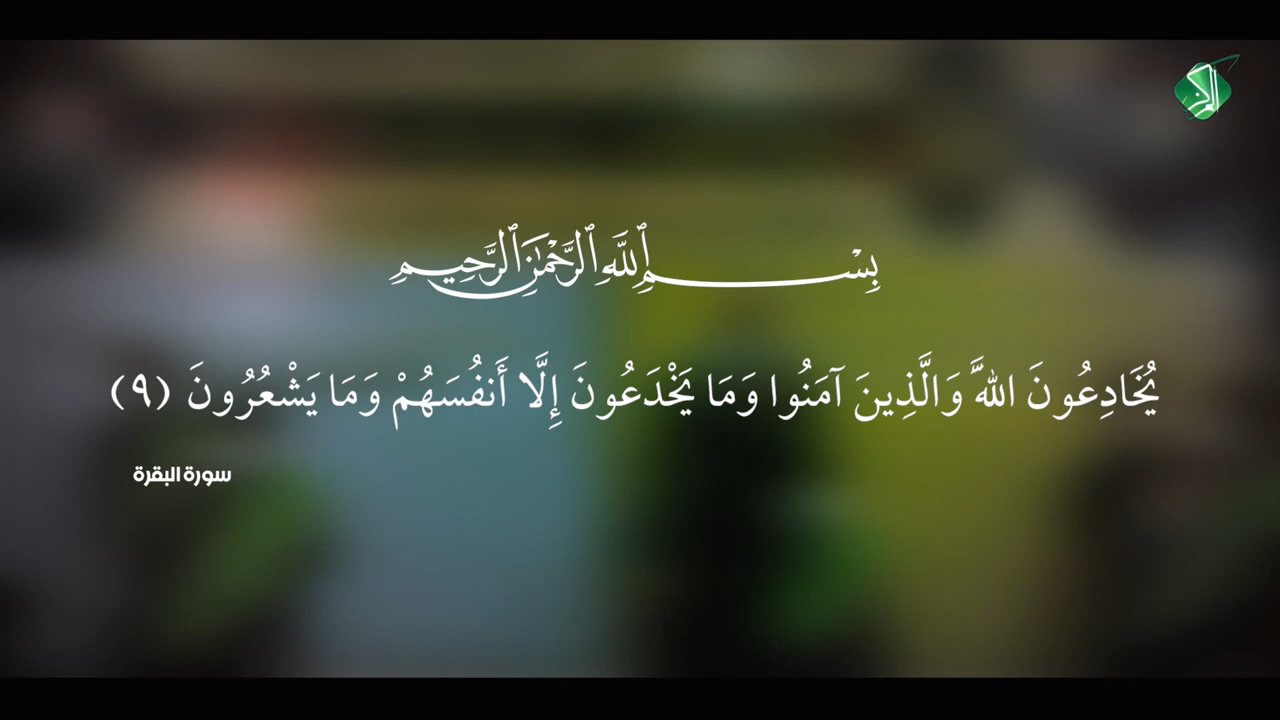 بِسْمِ ٱللَّهِ ٱلرَّحْمَٰنِ ٱلرَّحِيمِ
يُخَادِعُونَ اللَّهَ وَالَّذِينَ آمَنُوا وَمَا يَخْدَعُونَ إِلَّا أَنفُسَهُمْ وَمَا يَشْعُرُونَ (٩)
سورة البقرة